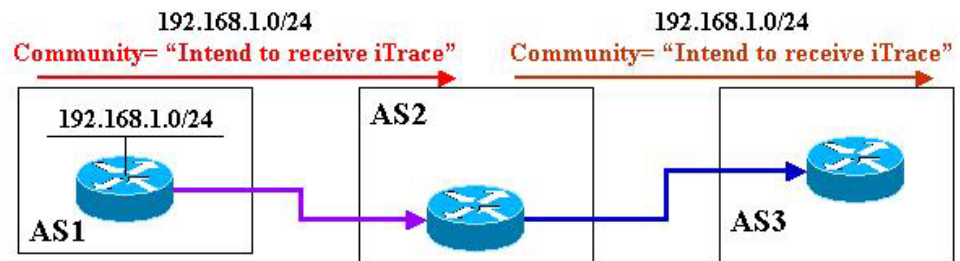 192.168.1.0/24
Community= “Intend to receive iTrace”
192.168.1.0/24
Community= “Intend to receive iTrace”
192.168.1.0/24
AS1
AS2
AS3